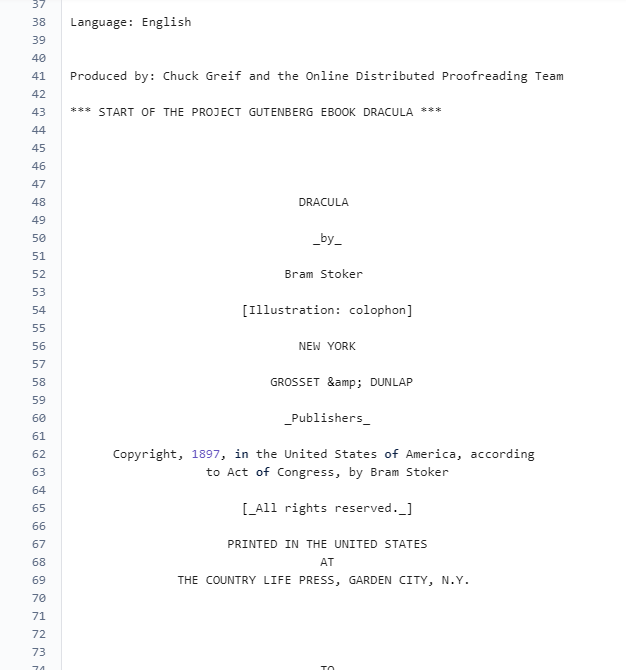 37
38 Language: English
39
40
41 Produced by: Chuck Greif and the Online Distributed Proofreading Team
42
43 *** START OF THE PROJECT GUTENBERG EBOOK DRACULA ***
44
45
46
47
48 DRACULA
49
50 _by_
51
52 Bram Stoker
53
54 [Illustration: colophon]
55
56 NEW YORK
57
58 GROSSET &amp; DUNLAP
59
60 _Publishers_
61
62 Copyright, 1897, in the United States of America, according
63 to Act of Congress, by Bram Stoker
64
65 [_All rights reserved._]
66
67 PRINTED IN THE UNITED STATES
68 AT
69 THE COUNTRY LIFE PRESS, GARDEN CITY, N.Y.
70
71
72
73
74 TO